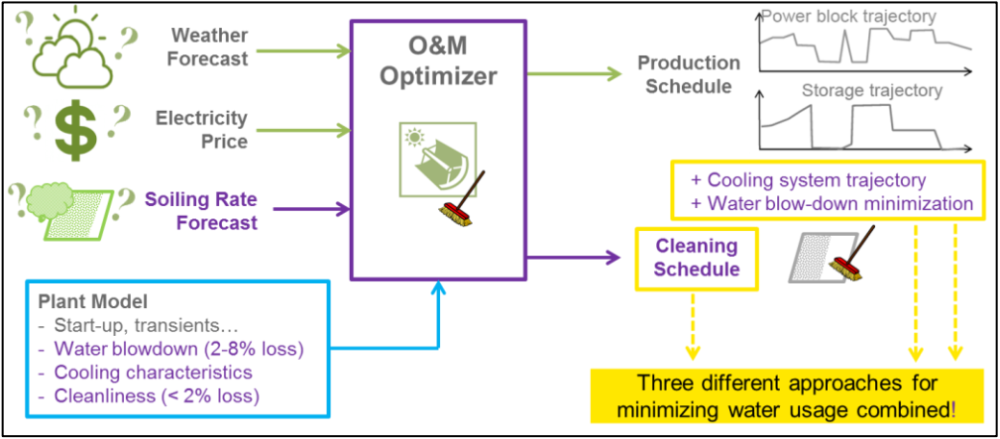 Weather
Forecast
Electricity
Price
Soiling Rate
Forecast
Plant Model
- Start-up, transients…
- Water blowdown (2-8% loss)
- Cooling characteristics
- Cleanliness (< 2% loss)
O&M
Optimizer
Production
Schedule
Power block trajectory
Storage trajectory
+ Cooling system trajectory
+ Water blow-down minimization
Cleaning
Schedule
Three different approaches for
minimizing water usage combined!